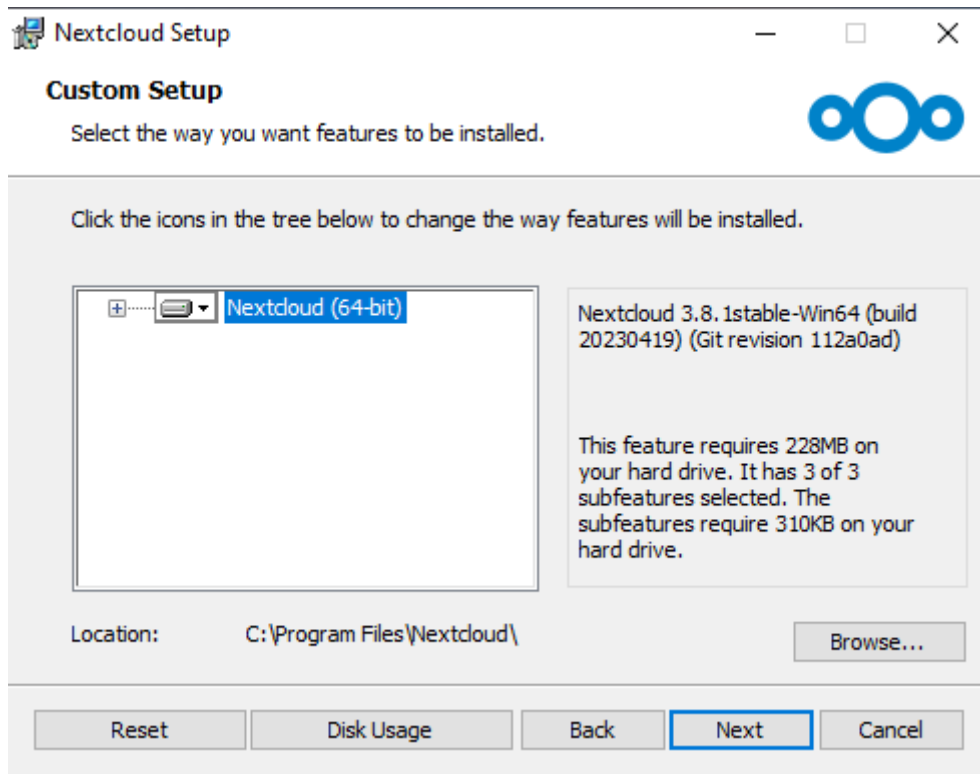 Nextcloud Setup
Custom Setup
Select the way you want features to be installed.
Click the icons in the tree below to change the way features will be installed.
Nextcloud (64-bit)
Nextcloud 3.8.1stable-Win64 (build
20230419) (Git revision 112a0ad)
This feature requires 228MB on
your hard drive. It has 3 of 3
subfeatures selected. The
subfeatures require 310KB on your
hard drive.
Location: C:\Program Files\Nextcloud\
Browse...
Reset Disk Usage Back Next Cancel